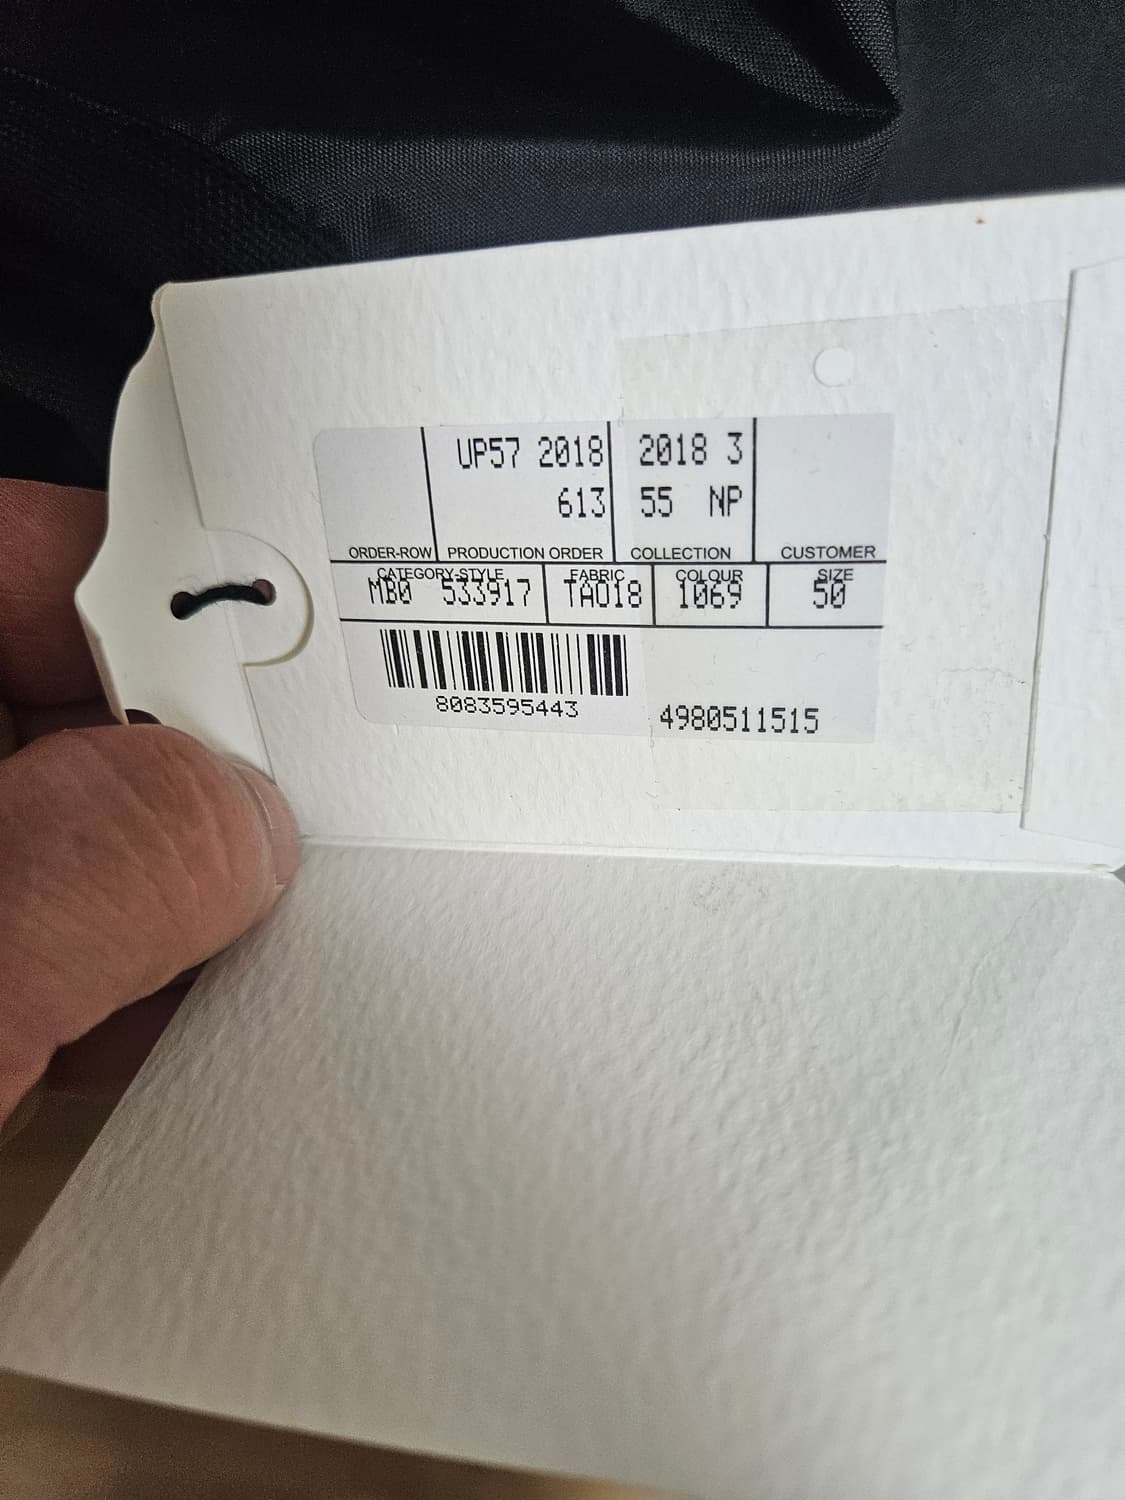 UP57 2018 2018 3
613 55 NP
ORDER-ROW PRODUCTION ORDER COLLECTION CUSTOMER
CATEGORY-STYLE FABRIC COLOUR SIZE
MB0 533917 TA018 1069 50
8083595443 4980511515